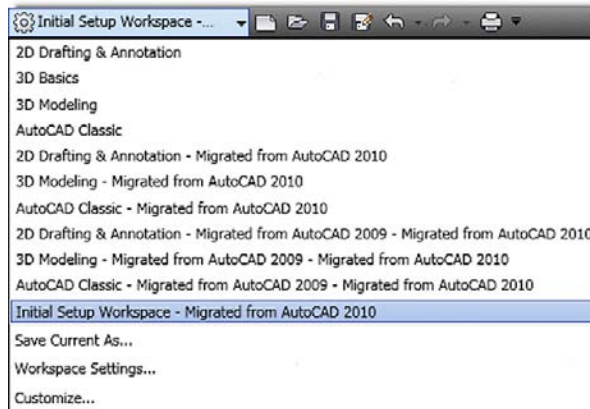 Initial Setup Workspace -...
2D Drafting & Annotation
3D Basics
3D Modeling
AutoCAD Classic
2D Drafting & Annotation - Migrated from AutoCAD 2010
3D Modeling - Migrated from AutoCAD 2010
AutoCAD Classic - Migrated from AutoCAD 2010
2D Drafting & Annotation - Migrated from AutoCAD 2009 - Migrated from AutoCAD 2010
3D Modeling - Migrated from AutoCAD 2009 - Migrated from AutoCAD 2010
AutoCAD Classic - Migrated from AutoCAD 2009 - Migrated from AutoCAD 2010
Initial Setup Workspace - Migrated from AutoCAD 2010
Save Current As...
Workspace Settings...
Customize...